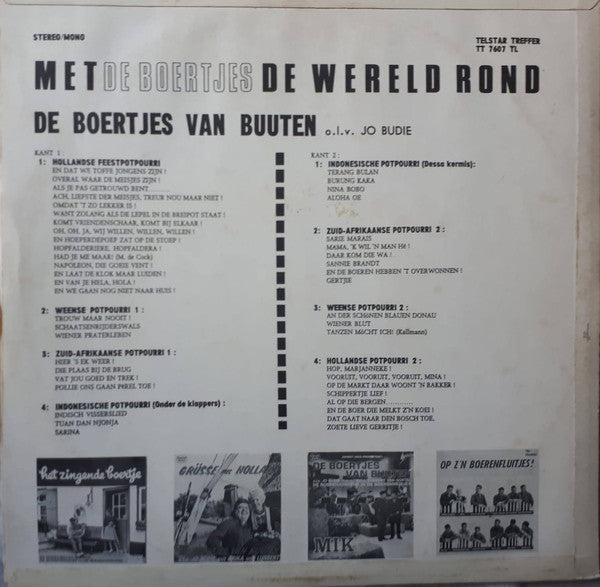 STEREO/MONO
TELSTAR TREFFER
TT 7607 TL
MET DE BOERTJES DE WERELD ROND
DE BOERTJES VAN BUUTEN o.l.v. JO BUDIE
KANT 1 :
1: HOLLANDSE FEESTPOTPOURRI
EN DAT WE TOFFE JONGENS ZIJN !
OVERAL WAAR DE MEISJES ZIJN !
ALS JE PAS GETROUWD BENT..........
ACH, LIEFSTE DER MEISJES, TREUR NOU MAAR NIET !
OMDAT 'T ZO LEKKER IS !
WANT ZOLANG ALS DE LEPEL IN DE BREIPOT STAAT !
KOMT VRIENDENSCHAAR, KOMT BIJ ELKAAR !
OH, OH, JA, WIJ WILLEN, WILLEN, WILLEN !
EN HOEPERDEPOEP ZAT OP DE STOEP !
HOPFALDERIERE, HOPFALDERA !
HAD JE ME MAAR! (M. de Cock)
NAPOLEON, DIE GOEIE VENT !
EN LAAT DE KLOK MAAR LUIDEN !
EN VAN JE HELA, HOLA !
EN WE GAAN NOG NIET NAAR HUIS !
2: WEENSE POTPOURRI 1 :
TROUW MAAR NOOIT !
SCHAATSENRIJDERSWALS
WIENER PRATERLEBEN
3: ZUID-AFRIKAANSE POTPOURRI 1 :
HIER 'S EK WEER !
DIE PLAAS BIJ DE BRUG
VAT JOU GOED EN TREK !
POLLIE ONS GAAN PêREL TOE !
4: INDONESISCHE POTPOURRI (Onder de klappers) :
INDISCH VISSERSLIED
TUAN DAN NJONJA
SARINA
KANT 2 :
1: INDONESISCHE POTPOURRI (Dessa kermis):
TERANG BULAN
BURUNG KAKA
NINA BOBO
ALOHA OE
2: ZUID-AFRIKAANSE POTPOURRI 2 :
SARIE MARAIS
MAMA, 'K WIL 'N MAN Hê !
DAAR KOM DIE WA !
SANNIE BRANDT
EN DE BOEREN HEBBEN 'T OVERWONNEN !
GERTJIE
3: WEENSE POTPOURRI 2 :
AN DER SCHöNEN BLAUEN DONAU
WIENER BLUT
TANZEN MöCHT ICH! (Kallmann)
4: HOLLANDSE POTPOURRI 2 :
HOP, MARJANNEKE !
VOORUIT, VOORUIT, VOORUIT, MINA !
OP DE MARKT DAAR WOONT 'N BAKKER !
SCHIPPERTJE LIEF !
AL OP DIE BERGEN............
EN DE BOER DIE MELKT Z'N KOEI !
DAT GAAT NAAR DEN BOSCH TOE,
ZOETE LIEVE GERRITJE !
het zingende boertje
GRÜSSE aus HOLLAND
DE BOERTJES
VAN BUUTEN
MIK
OP Z'N BOERENFLUITJES!